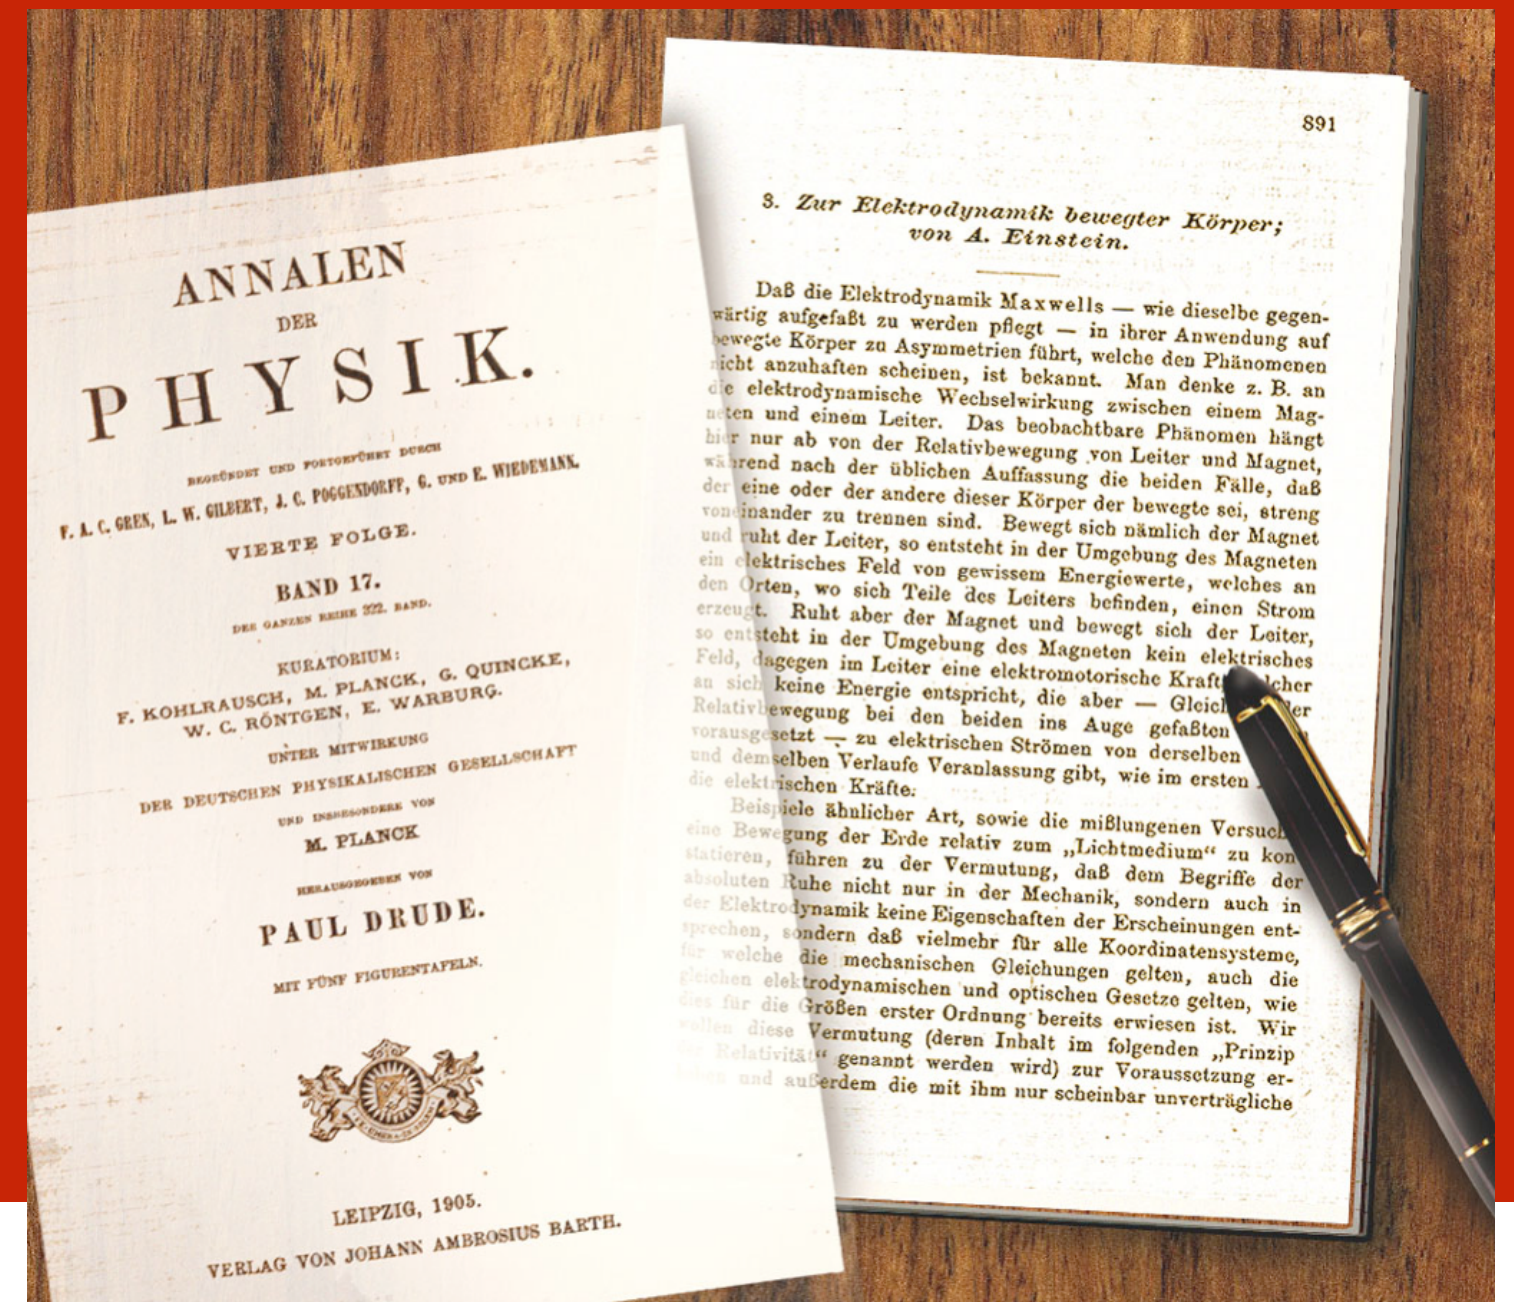 ANNALEN
DER
PHYSIK.
BEGRÜNDET UND FORTGEFÜHRT DURCH
F. A. C. GREN, L. W. GILBERT, J. C. POGGENDORFF, G. UND E. WIEDEMANN.
VIERTE FOLGE.
BAND 17.
DER GANZEN REIHE 322. BAND.
KURATORIUM:
F. KOHLRAUSCH, M. PLANCK, G. QUINCKE,
W. C. RÖNTGEN, E. WARBURG.
UNTER MITWIRKUNG
DER DEUTSCHEN PHYSIKALISCHEN GESELLSCHAFT
UND INSBESONDERE VON
M. PLANCK
HERAUSGEGEBEN VON
PAUL DRUDE.
MIT FÜNF FIGURENTAFELN.
LEIPZIG, 1905.
VERLAG VON JOHANN AMBROSIUS BARTH.
891
3. Zur Elektrodynamik bewegter Körper;
von A. Einstein.
Daß die Elektrodynamik Maxwells — wie dieselbe gegen-
wärtig aufgefaßt zu werden pflegt — in ihrer Anwendung auf
bewegte Körper zu Asymmetrien führt, welche den Phänomenen
nicht anzuhaften scheinen, ist bekannt. Man denke z. B. an
die elektrodynamische Wechselwirkung zwischen einem Mag-
neten und einem Leiter. Das beobachtbare Phänomen hängt
hier nur ab von der Relativbewegung von Leiter und Magnet,
während nach der üblichen Auffassung die beiden Fälle, daß
der eine oder der andere dieser Körper der bewegte sei, streng
voneinander zu trennen sind. Bewegt sich nämlich der Magnet
und ruht der Leiter, so entsteht in der Umgebung des Magneten
ein elektrisches Feld von gewissem Energiewerte, welches an
den Orten, wo sich Teile des Leiters befinden, einen Strom
erzeugt. Ruht aber der Magnet und bewegt sich der Leiter,
so entsteht in der Umgebung des Magneten kein elektrisches
Feld, dagegen im Leiter eine elektromotorische Kraft lcher
an sich keine Energie entspricht, die aber — Gleich der
Relativbewegung bei den beiden ins Auge gefaßten
vorausgesetzt — zu elektrischen Strömen von derselben
und demselben Verlaufe Veranlassung gibt, wie im ersten
die elektrischen Kräfte.
Beispiele ähnlicher Art, sowie die mißlungenen Versuch
eine Bewegung der Erde relativ zum „Lichtmedium“ zu kon
statieren, führen zu der Vermutung, daß dem Begriffe der
absoluten Ruhe nicht nur in der Mechanik, sondern auch in
der Elektrodynamik keine Eigenschaften der Erscheinungen ent-
sprechen, sondern daß vielmehr für alle Koordinatensysteme,
für welche die mechanischen Gleichungen gelten, auch die
gleichen elektrodynamischen und optischen Gesetze gelten, wie
dies für die Größen erster Ordnung bereits erwiesen ist. Wir
wollen diese Vermutung (deren Inhalt im folgenden „Prinzip
der Relativität“ genannt werden wird) zur Voraussetzung er-
heben und außerdem die mit ihm nur scheinbar unverträgliche